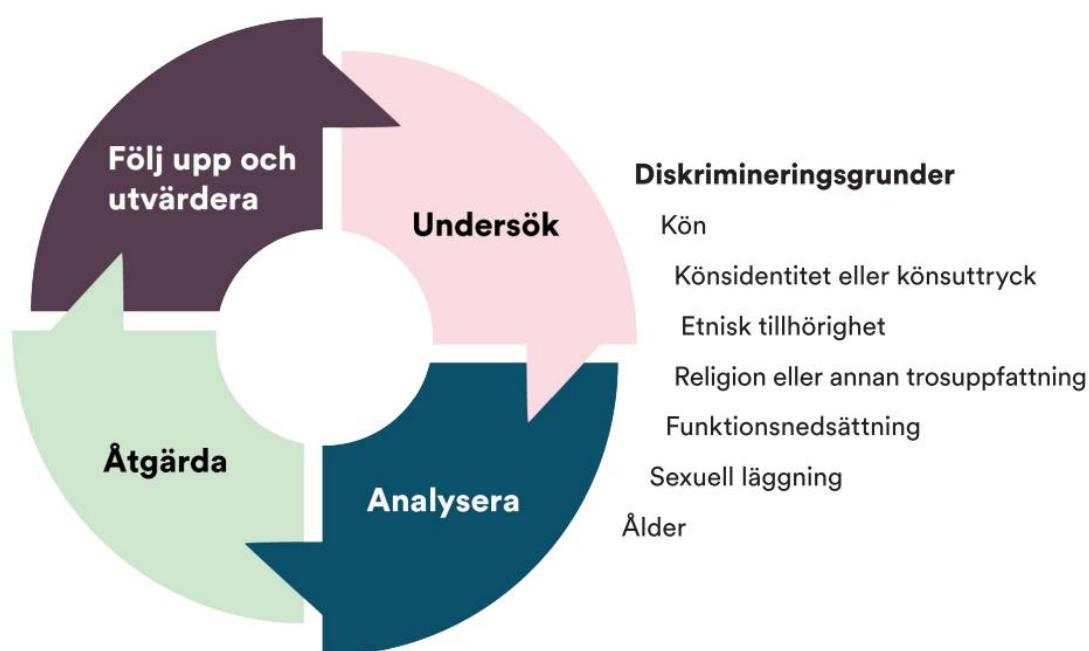 Följ upp och
utvärdera
Undersök
Analysera
Åtgärda
Diskrimineringsgrunder
Kön
Könsidentitet eller könsuttryck
Etnisk tillhörighet
Religion eller annan trosuppfattning
Funktionsnedsättning
Sexuell läggning
Ålder